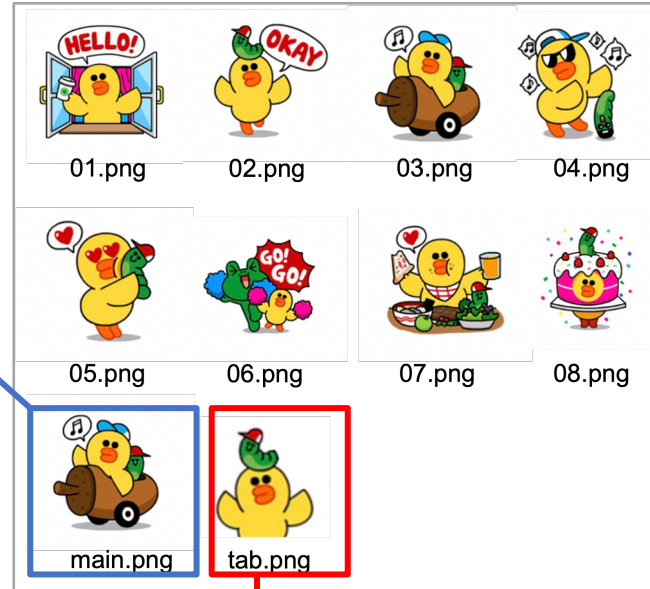 HELLO!
OKAY
01.png 02.png 03.png 04.png
GO!
GO!
05.png 06.png 07.png 08.png
main.png tab.png